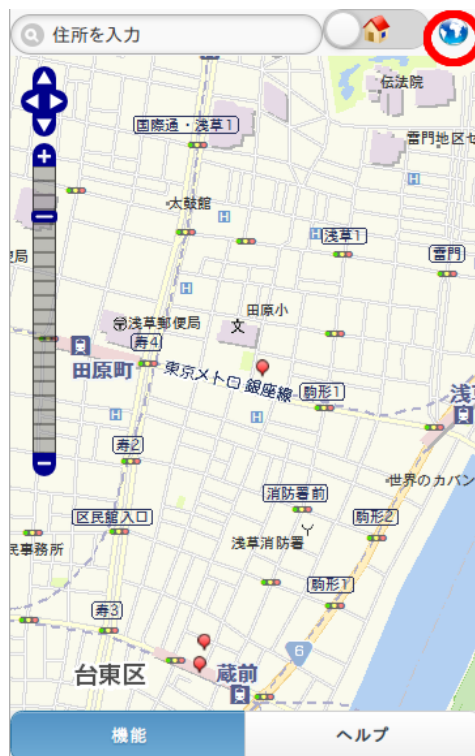 住所を入力
伝法院
国際通・浅草1
雷門地区セ
太鼓館
浅草1
雷門
局
田原小
浅草郵便局
文
寿4
田原町
東京メトロ 銀座線
駒形1
浅
寿2
世界のカバン
消防署前
区民館入口
駒形2
民事務所
浅草消防署
駒形1
寿3
6
台東区
蔵前
機能
ヘルプ